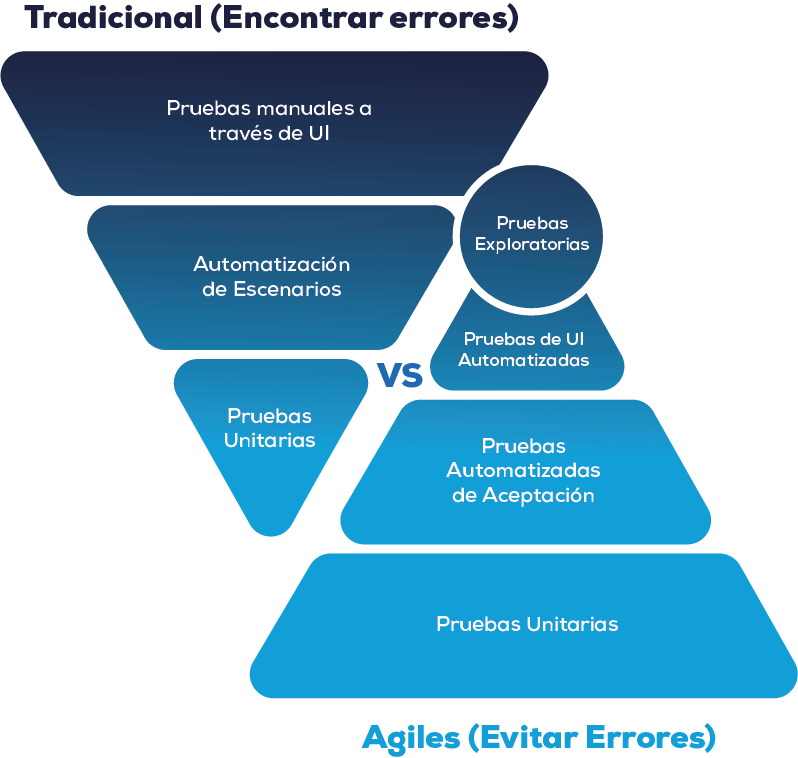 Tradicional (Encontrar errores)
Pruebas manuales a
través de UI
Automatización
de Escenarios
Pruebas
Unitarias
vs
Pruebas
Exploratorias
Pruebas de UI
Automatizadas
Pruebas
Automatizadas
de Aceptación
Pruebas Unitarias
Agiles (Evitar Errores)